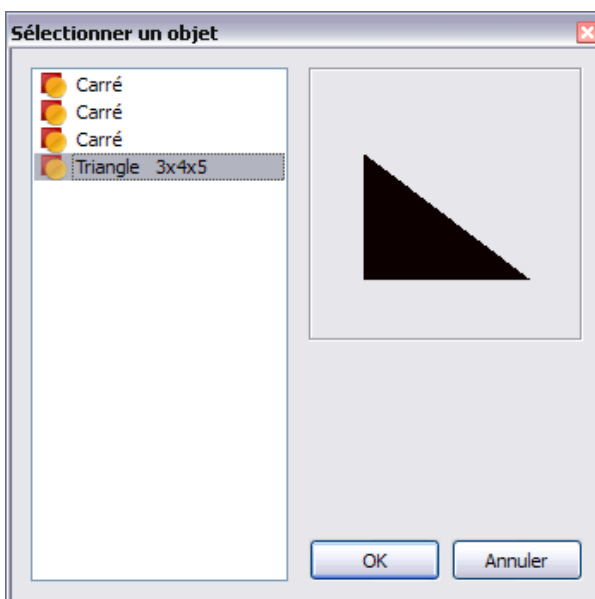 Sélectionner un objet
Carré
Carré
Carré
Triangle 3x4x5
OK
Annuler